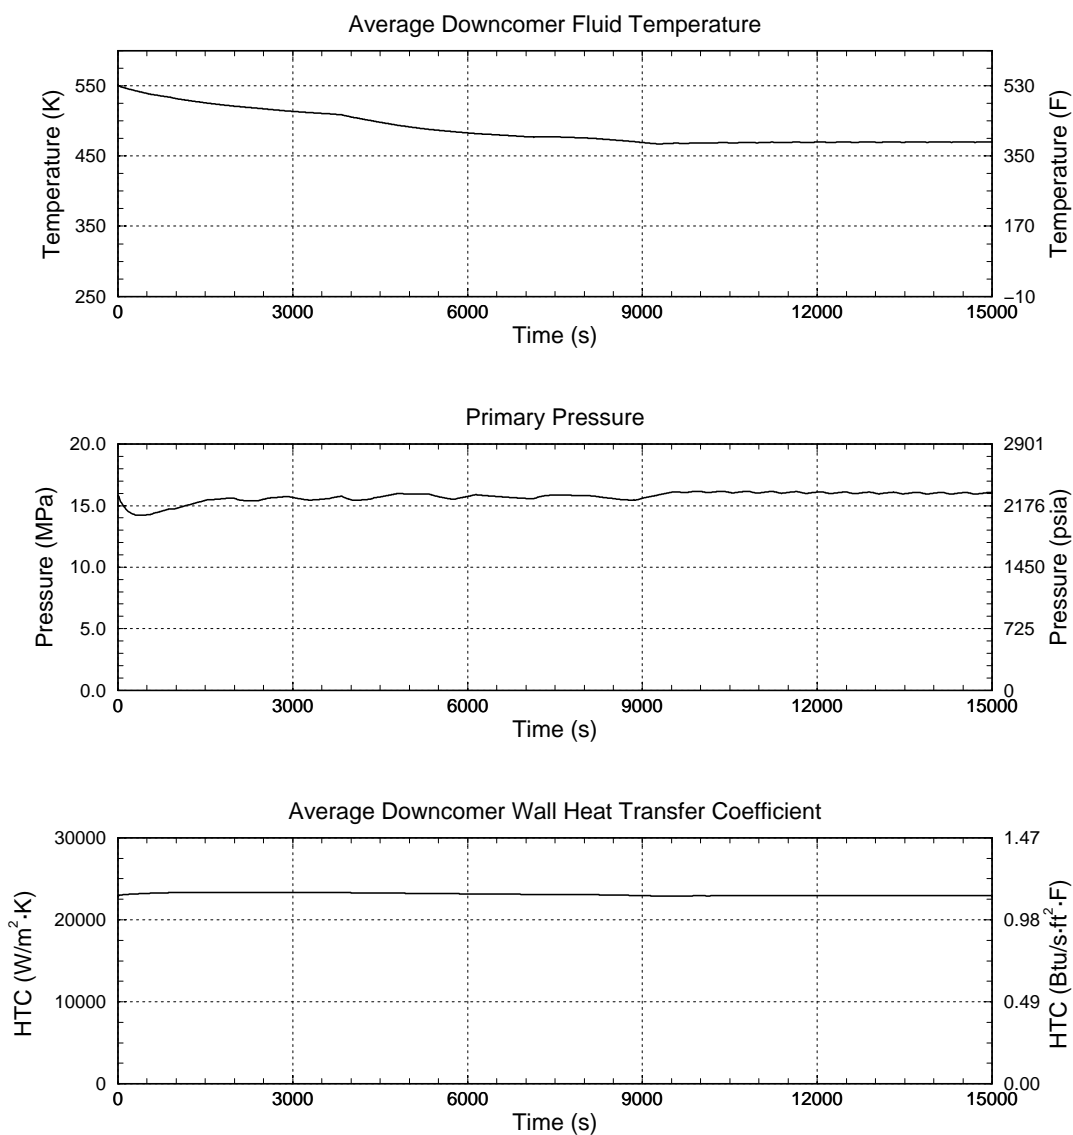 Average Downcomer Fluid Temperature
550
450
350
250
530
350
170
−10
Temperature (K)
Temperature (F)
0 3000 6000 9000 12000 15000
Time (s)
Primary Pressure
20.0
15.0
10.0
5.0
0.0
2901
2176
1450
725
0
Pressure (MPa)
Pressure (psia)
0 3000 6000 9000 12000 15000
Time (s)
Average Downcomer Wall Heat Transfer Coefficient
30000
20000
10000
0
1.47
0.98
0.49
0.00
HTC (W/m²·K)
HTC (Btu/s·ft²·F)
0 3000 6000 9000 12000 15000
Time (s)